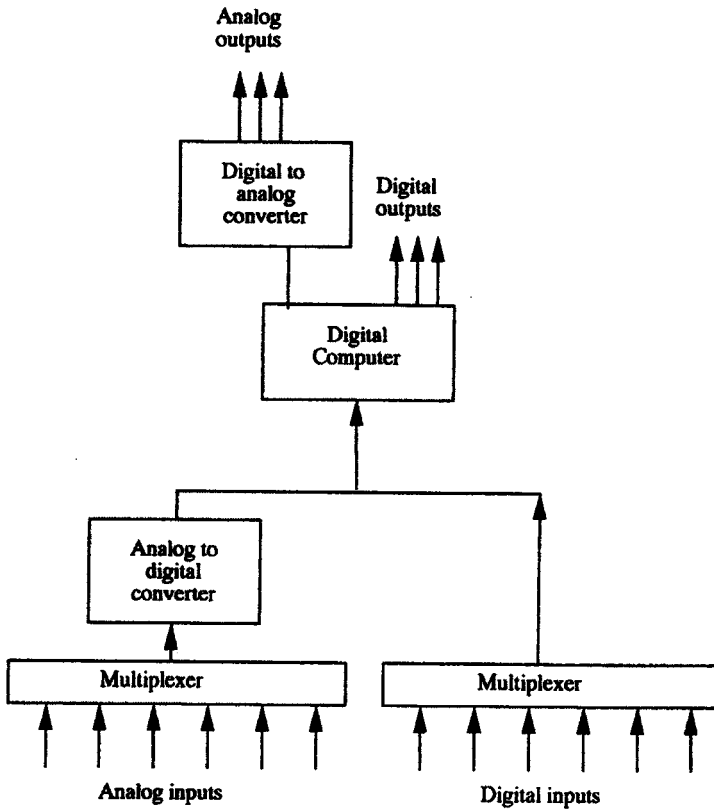 Analog
outputs
Digital to
analog
converter
Digital
outputs
Digital
Computer
Analog to
digital
converter
Multiplexer
Multiplexer
Analog inputs
Digital inputs